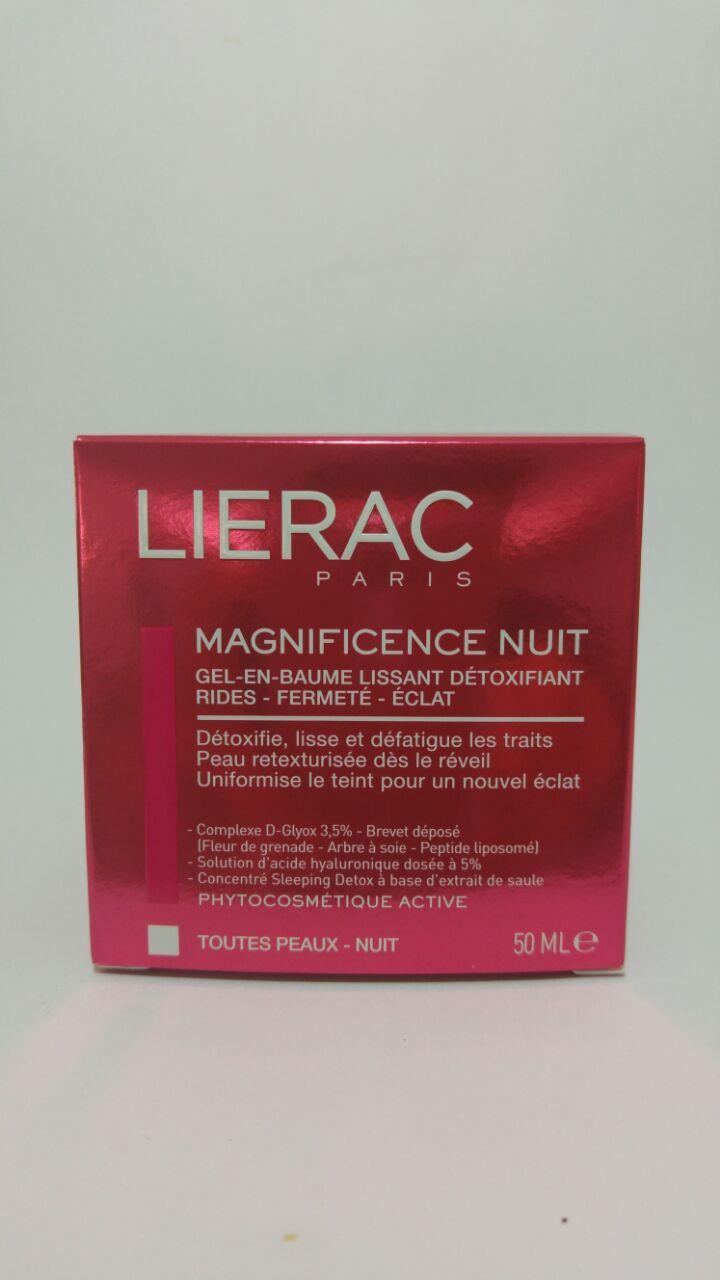 LIERAC
PARIS
MAGNIFICENCE NUIT
GEL-EN-BAUME LISSANT DÉTOXIFIANT
RIDES - FERMETÉ - ÉCLAT
Détoxifie, lisse et défatigue les traits
Peau retexturisée dès le réveil
Uniformise le teint pour un nouvel éclat
- Complexe D-Glyox 3,5% - Brevet déposé
(Fleur de grenade - Arbre à soie - Peptide liposomé)
- Solution d'acide hyaluronique dosée à 5%
- Concentré Sleeping Detox à base d'extrait de saule
PHYTOCOSMÉTIQUE ACTIVE
TOUTES PEAUX - NUIT
50 ML ℮